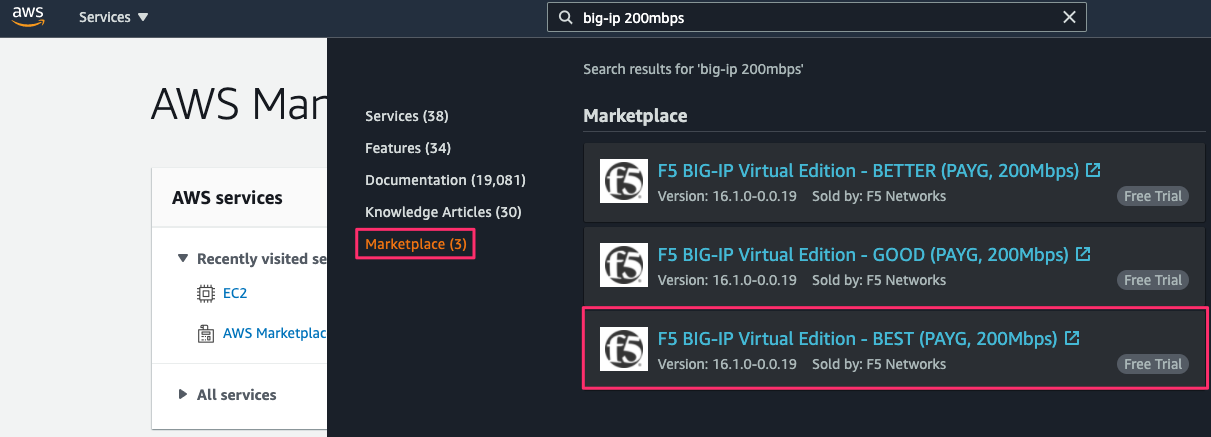 aws
Services ▼
big-ip 200mbps
AWS Mar
AWS services
Recently visited se
EC2
AWS Marketplac
All services
Services (38)
Features (34)
Documentation (19,081)
Knowledge Articles (30)
Marketplace (3)
Search results for 'big-ip 200mbps'
Marketplace
F5 BIG-IP Virtual Edition - BETTER (PAYG, 200Mbps)
Version: 16.1.0-0.0.19 Sold by: F5 Networks
Free Trial
F5 BIG-IP Virtual Edition - GOOD (PAYG, 200Mbps)
Version: 16.1.0-0.0.19 Sold by: F5 Networks
Free Trial
F5 BIG-IP Virtual Edition - BEST (PAYG, 200Mbps)
Version: 16.1.0-0.0.19 Sold by: F5 Networks
Free Trial
f5
f5
f5